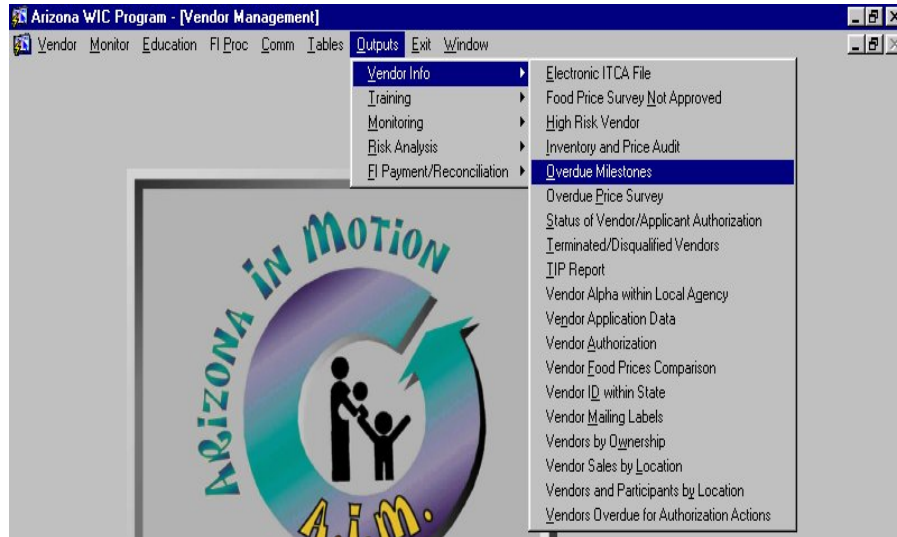 Arizona WIC Program - [Vendor Management]
Vendor Monitor Education FI Proc Comm Tables Outputs Exit Window
Vendor Info
Training
Monitoring
Risk Analysis
FI Payment/Reconciliation
Electronic ITCA File
Food Price Survey Not Approved
High Risk Vendor
Inventory and Price Audit
Overdue Milestones
Overdue Price Survey
Status of Vendor/Applicant Authorization
Terminated/Disqualified Vendors
TIP Report
Vendor Alpha within Local Agency
Vendor Application Data
Vendor Authorization
Vendor Food Prices Comparison
Vendor ID within State
Vendor Mailing Labels
Vendors by Ownership
Vendor Sales by Location
Vendors and Participants by Location
Vendors Overdue for Authorization Actions
ARiZONA iN MOTiON
A.i.M.